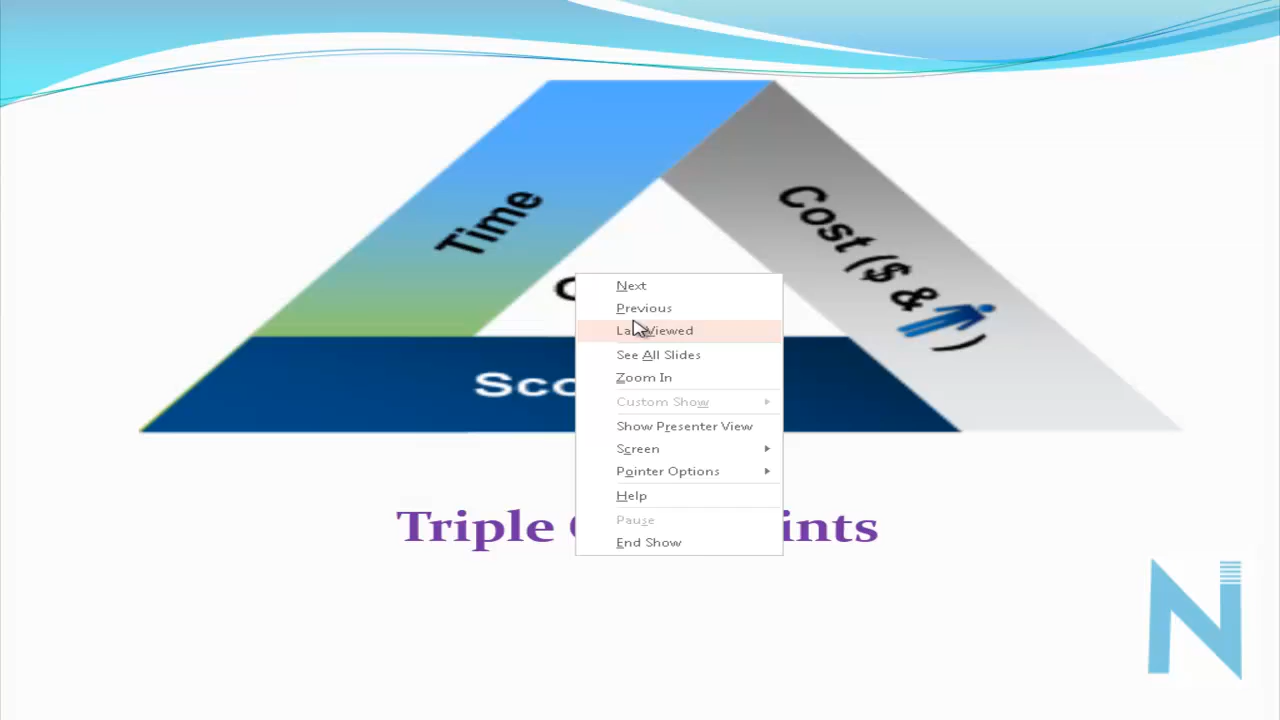 Time
Cost ($ & )
Next
Previous
Last Viewed
See All Slides
Zoom In
Custom Show
Show Presenter View
Screen
Pointer Options
Help
Pause
End Show
Sco
Triple ints
N